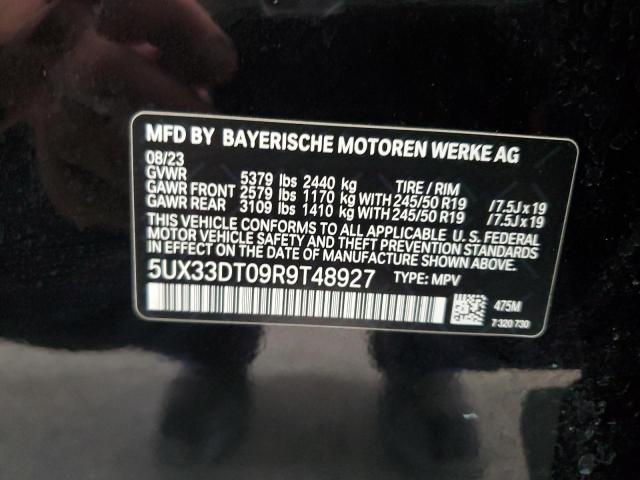 MFD BY BAYERISCHE MOTOREN WERKE AG
08/23
GVWR 5379 lbs 2440 kg TIRE / RIM
GAWR FRONT 2579 lbs 1170 kg WITH 245/50 R19 /7.5J x 19
GAWR REAR 3109 lbs 1410 kg WITH 245/50 R19 /7.5J x 19
THIS VEHICLE CONFORMS TO ALL APPLICABLE U.S. FEDERAL
MOTOR VEHICLE SAFETY AND THEFT PREVENTION STANDARDS
IN EFFECT ON THE DATE OF MANUFACTURE SHOWN ABOVE.
5UX33DT09R9T48927 TYPE: MPV
475M
7 320 730